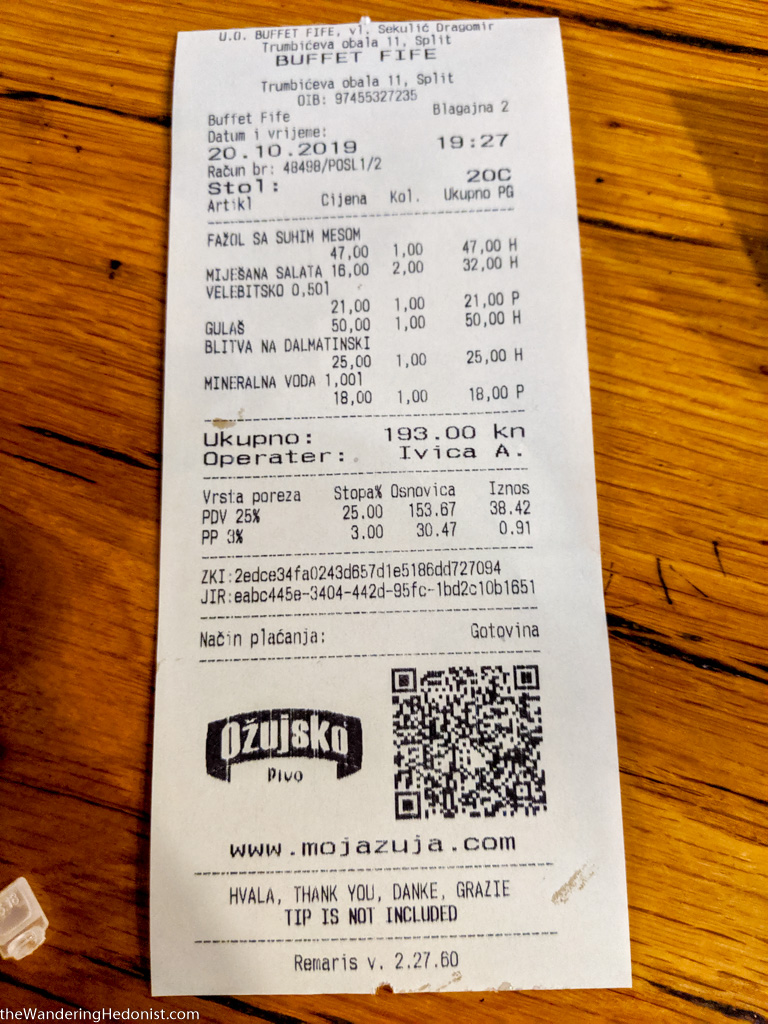 U.O. BUFFET FIFE, vl. Sekulić Dragomir
Trumbićeva obala 11, Split
BUFFET FIFE
Trumbićeva obala 11, Split
OIB: 97455327235
Buffet Fife Blagajna 2
Datum i vrijeme:
20.10.2019 19:27
Račun br: 48498/POSL1/2
Stol: 20C
Artikl Cijena Kol. Ukupno PG
FAŽOL SA SUHIM MESOM
47,00 1,00 47,00 H
MIJEŠANA SALATA 16,00 2,00 32,00 H
VELEBITSKO 0,50l
21,00 1,00 21,00 P
GULAŠ 50,00 1,00 50,00 H
BLITVA NA DALMATINSKI
25,00 1,00 25,00 H
MINERALNA VODA 1,00l
18,00 1,00 18,00 P
Ukupno: 193.00 kn
Operater: Ivica A.
Vrsta poreza Stopa% Osnovica Iznos
PDV 25% 25.00 153.67 38.42
PP 3% 3.00 30.47 0.91
ZKI:2edce34fa0243d657d1e5186dd727094
JIR:eabc445e-3404-442d-95fc-1bd2c10b1651
Način plaćanja: Gotovina
Ožujsko
Pivo
www.mojazuja.com
HVALA, THANK YOU, DANKE, GRAZIE
TIP IS NOT INCLUDED
Remaris v. 2.27.60
theWanderingHedonist.com